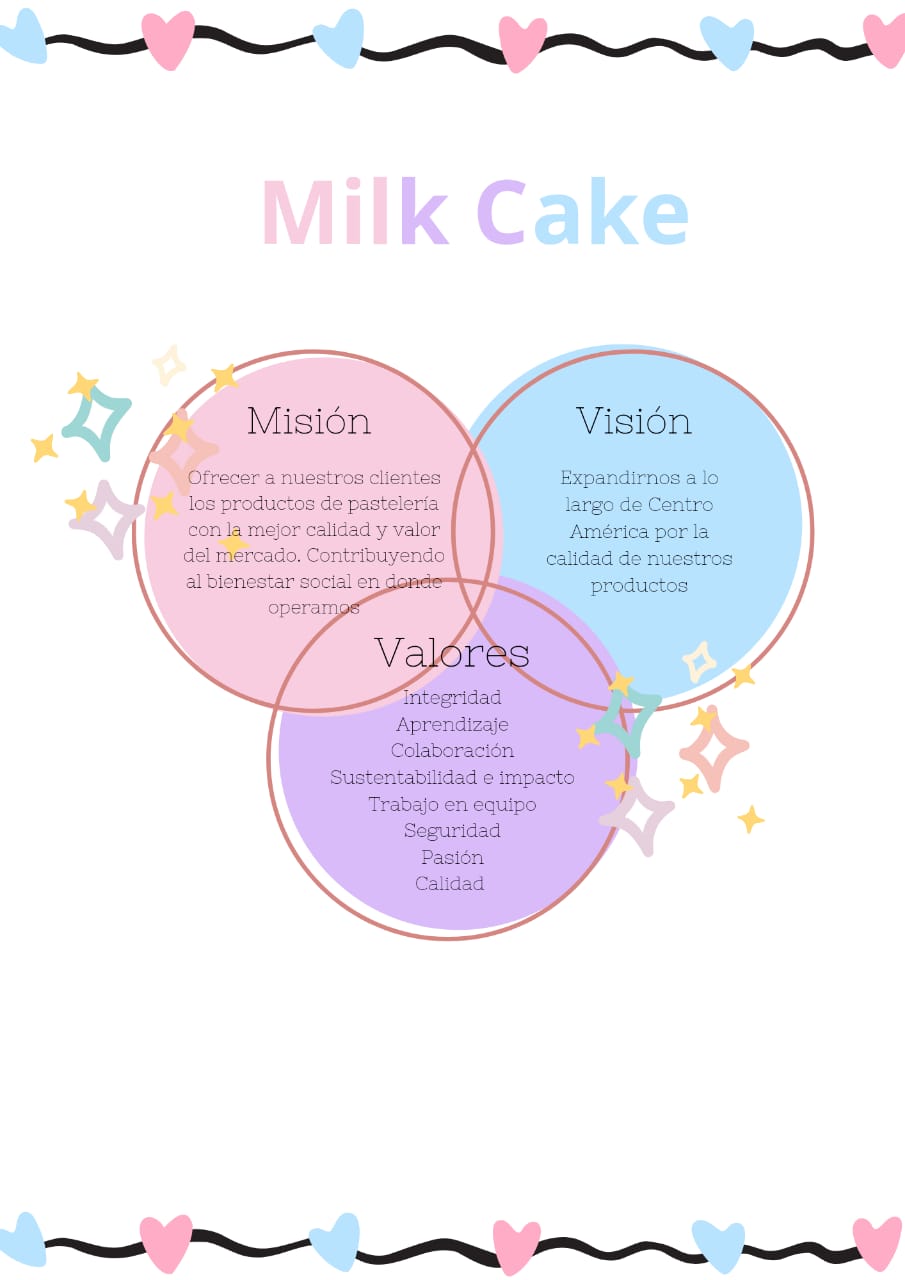 Milk Cake
Misión
Ofrecer a nuestros clientes
los productos de pastelería
con la mejor calidad y valor
del mercado. Contribuyendo
al bienestar social en donde
operamos
Visión
Expandirnos a lo
largo de Centro
América por la
calidad de nuestros
productos
Valores
Integridad
Aprendizaje
Colaboración
Sustentabilidad e impacto
Trabajo en equipo
Seguridad
Pasión
Calidad